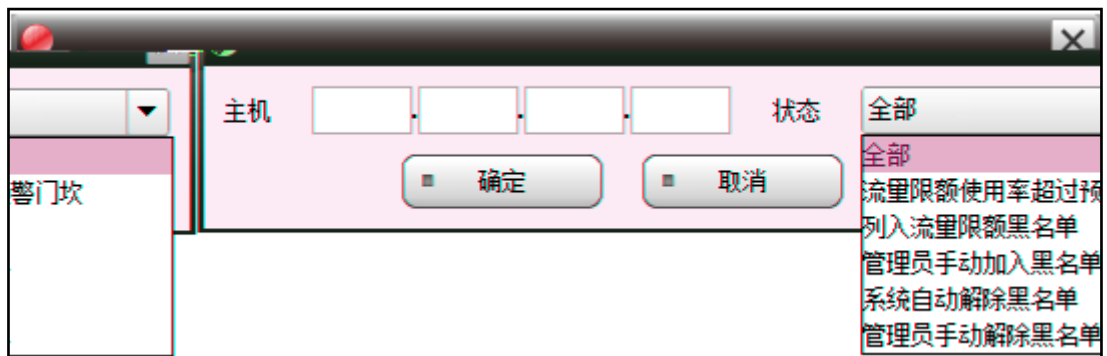 主机 . . . 状态 全部
确定 取消
全部
警门坎
流量限额使用率超过预
列入流量限额黑名单
管理员手动加入黑名单
系统自动解除黑名单
管理员手动解除黑名单